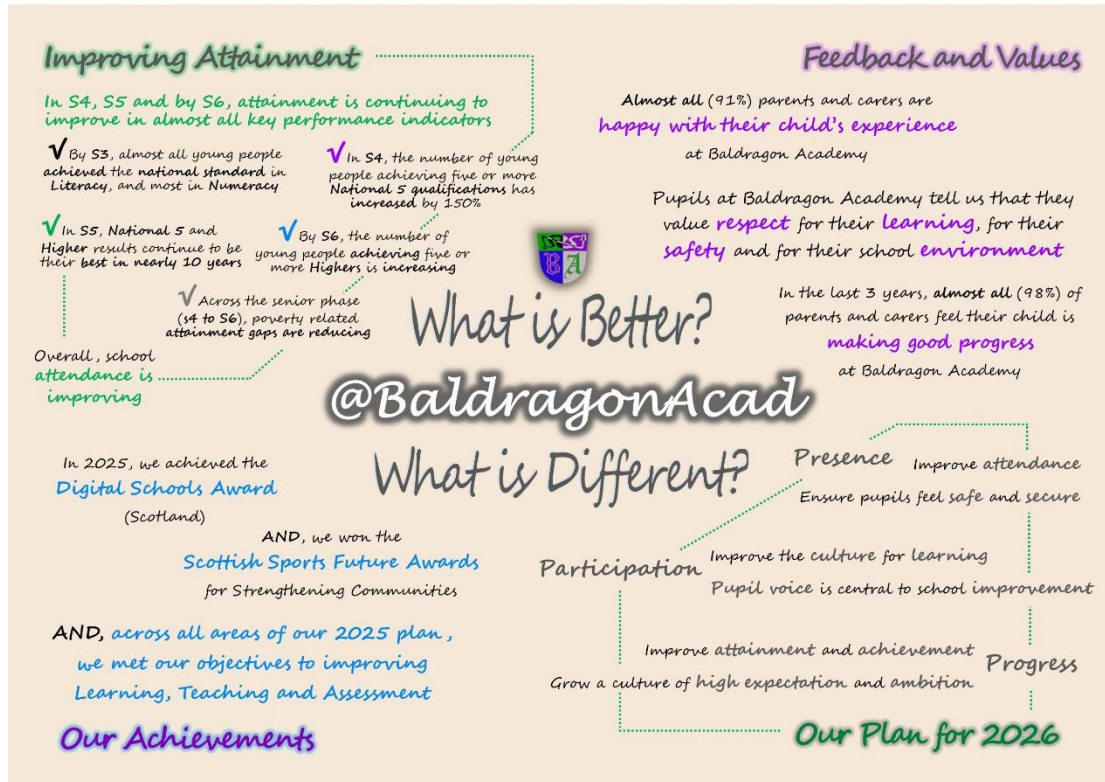 Improving Attainment
In S4, S5 and by S6, attainment is continuing to
improve in almost all key performance indicators
√ By S3, almost all young people
achieved the national standard in
Literacy, and most in Numeracy
√ In S4, the number of young
people achieving five or more
National 5 qualifications has
increased by 150%
√ In S5, National 5 and
Higher results continue to be
their best in nearly 10 years
√ By S6, the number of
young people achieving five or
more Highers is increasing
√ Across the senior phase
(s4 to S6), poverty related
attainment gaps are reducing
Overall, school
attendance is
improving
Feedback and Values
Almost all (91%) parents and carers are
happy with their child's experience
at Baldragon Academy
Pupils at Baldragon Academy tell us that they
value respect for their learning, for their
safety and for their school environment
In the last 3 years, almost all (98%) of
parents and carers feel their child is
making good progress
at Baldragon Academy
BA
What is Better?
@BaldragonAcad
What is Different?
In 2025, we achieved the
Digital Schools Award
(Scotland)
AND, we won the
Scottish Sports Future Awards
for Strengthening Communities
AND, across all areas of our 2025 plan,
we met our objectives to improving
Learning, Teaching and Assessment
Our Achievements
Presence
Improve attendance
Ensure pupils feel safe and secure
Participation
Improve the culture for learning
Pupil voice is central to school improvement
Improve attainment and achievement
Progress
Grow a culture of high expectation and ambition
Our Plan for 2026